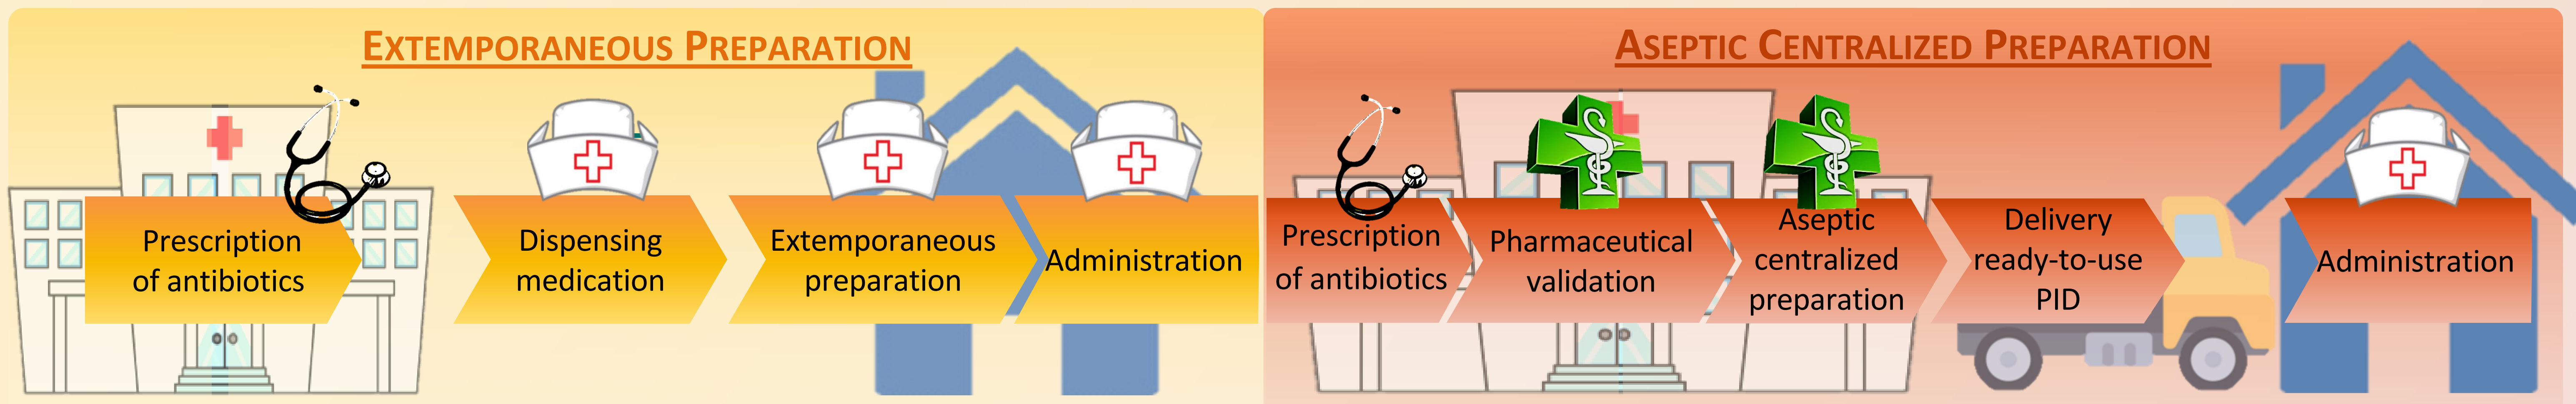 EXTEMPORANEOUS PREPARATION
Prescription
of antibiotics
Dispensing
medication
Extemporaneous
preparation
Administration
ASEPTIC CENTRALIZED PREPARATION
Prescription
of antibiotics
Pharmaceutical
validation
Aseptic
centralized
preparation
Delivery
ready-to-use
PID
Administration